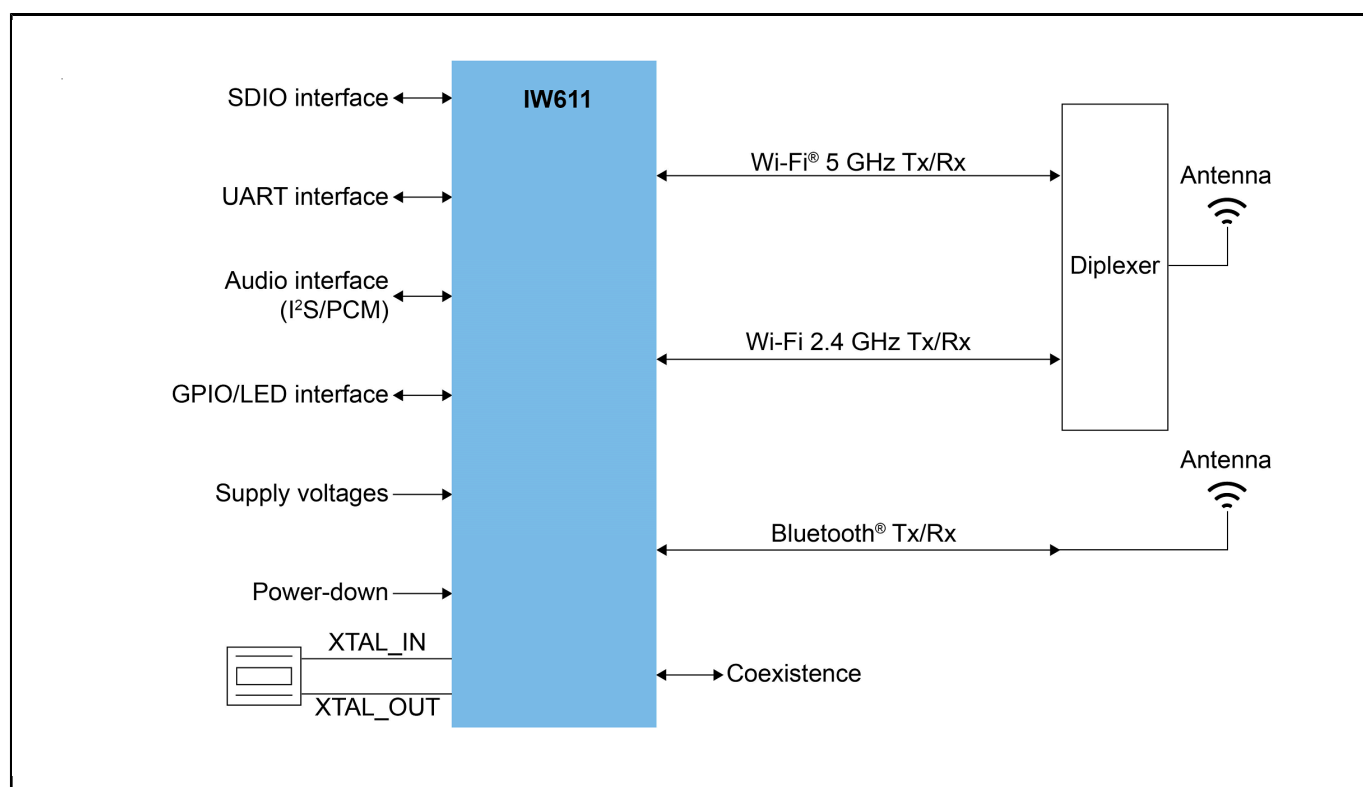 IW611
SDIO interface
UART interface
Audio interface
(I²S/PCM)
GPIO/LED interface
Supply voltages
Power-down
XTAL_IN
XTAL_OUT
Wi-Fi® 5 GHz Tx/Rx
Wi-Fi 2.4 GHz Tx/Rx
Bluetooth® Tx/Rx
Coexistence
Diplexer
Antenna
Antenna